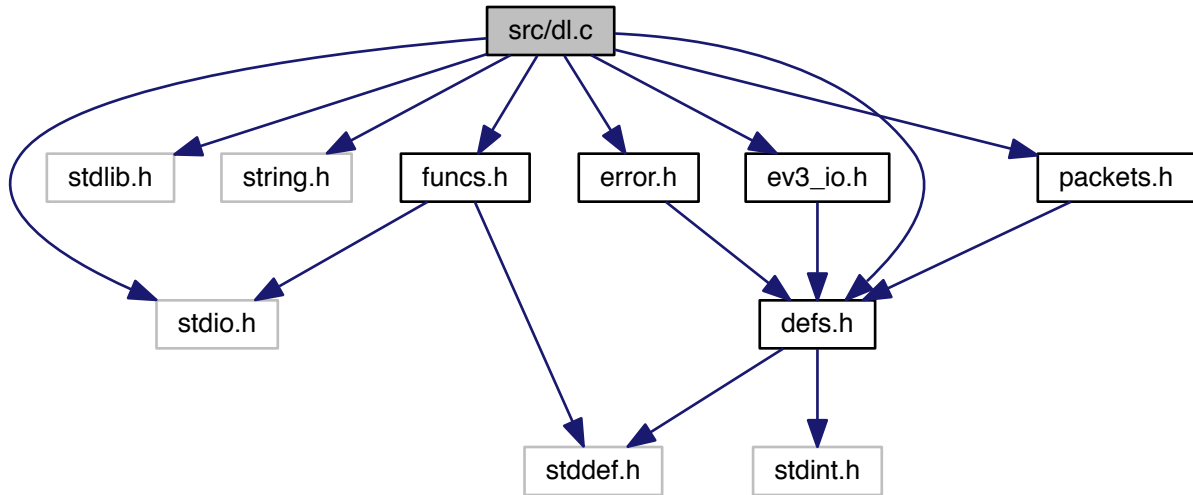 src/dl.c
stdlib.h
string.h
funcs.h
error.h
ev3_io.h
packets.h
stdio.h
defs.h
stddef.h
stdint.h